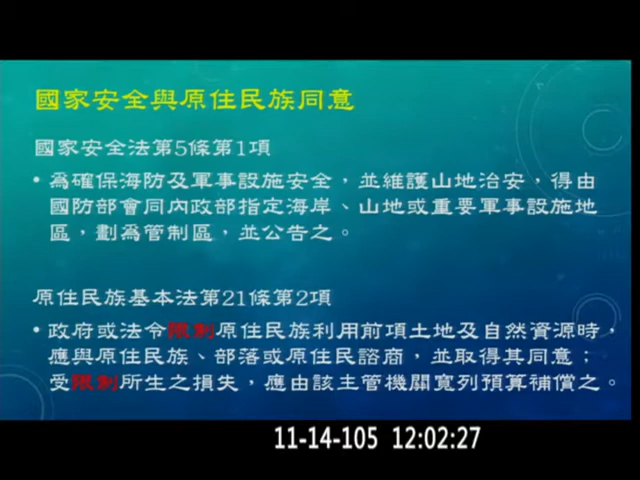 國家安全與原住民族同意
國家安全法第5條第1項
• 為確保海防及軍事設施安全，並維護山地治安，得由
國防部會同內政部指定海岸、山地或重要軍事設施地
區，劃為管制區，並公告之。
原住民族基本法第21條第2項
• 政府或法令限制原住民族利用前項土地及自然資源時，
應與原住民族、部落或原住民諮商，並取得其同意；
受限制所生之損失，應由該主管機關寬列預算補償之。
11-14-105 12:02:27